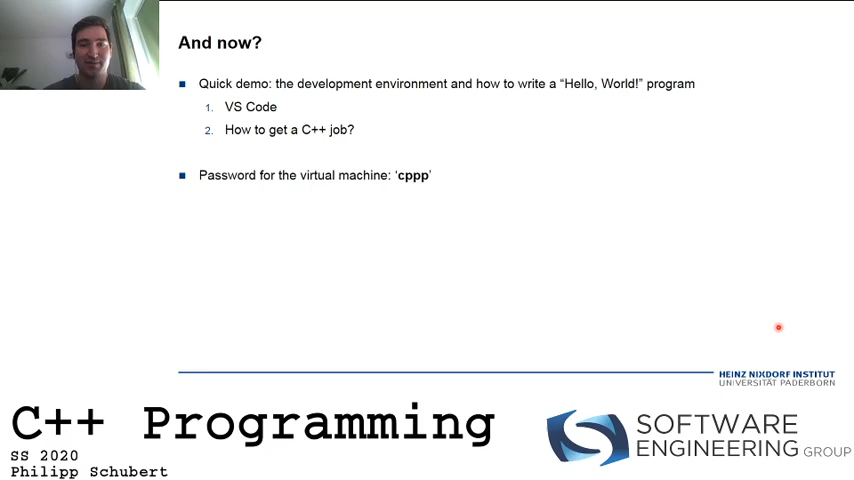 And now?
Quick demo: the development environment and how to write a “Hello, World!” program
1. VS Code
2. How to get a C++ job?
Password for the virtual machine: ‘cppp’
HEINZ NIXDORF INSTITUT
UNIVERSITÄT PADERBORN
C++ Programming
SS 2020
Philipp Schubert
SOFTWARE
ENGINEERING GROUP